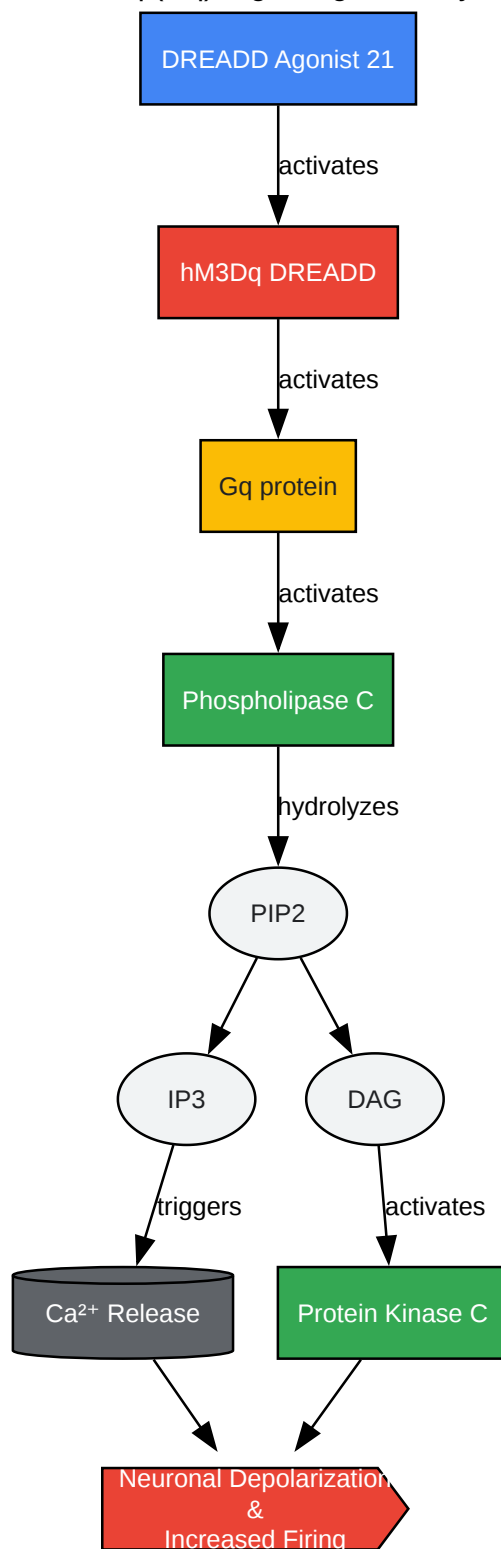 DREADD Agonist 21
activates
hM3Dq DREADD
activates
Gq protein
activates
Phospholipase C
hydrolyzes
PIP2
IP3
DAG
triggers
activates
Ca²⁺ Release
Protein Kinase C
Neuronal Depolarization
&
Increased Firing